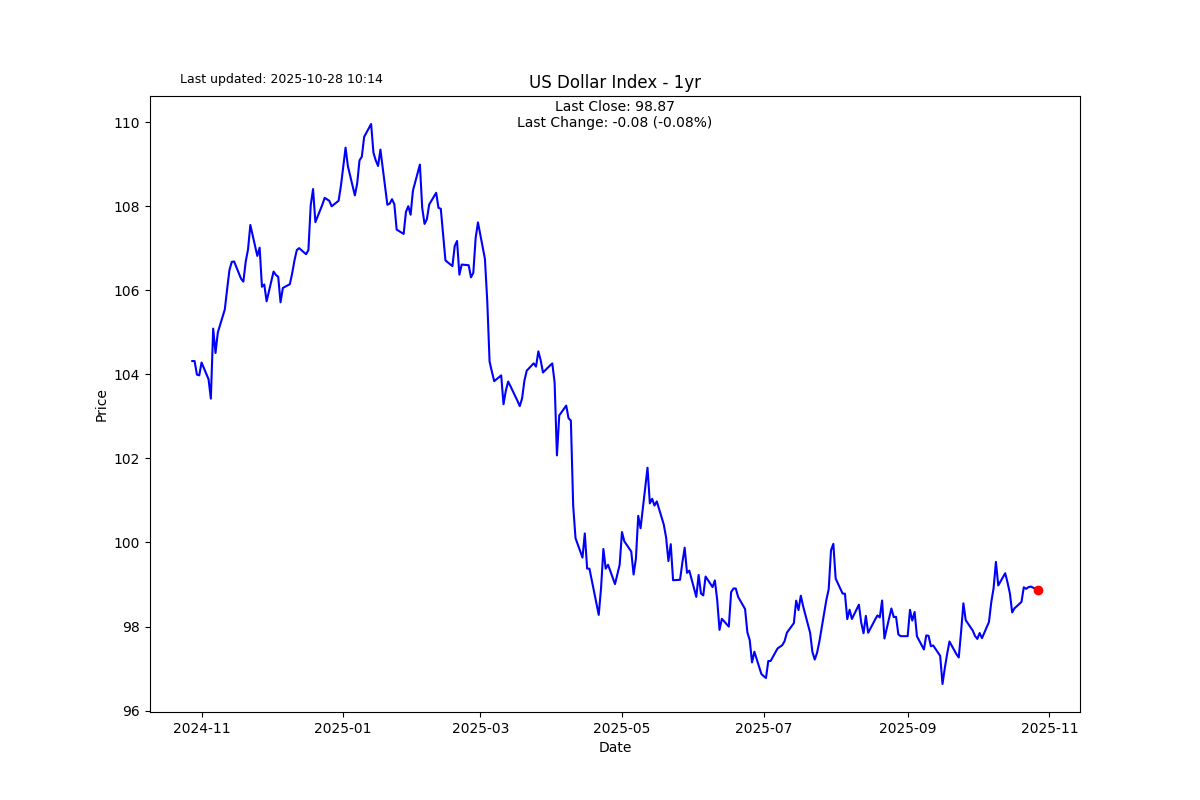 Last updated: 2025-10-28 10:14
US Dollar Index - 1yr
Last Close: 98.87
Last Change: -0.08 (-0.08%)
110
108
106
104
102
100
98
96
Price
2024-11
2025-01
2025-03
2025-05
2025-07
2025-09
2025-11
Date